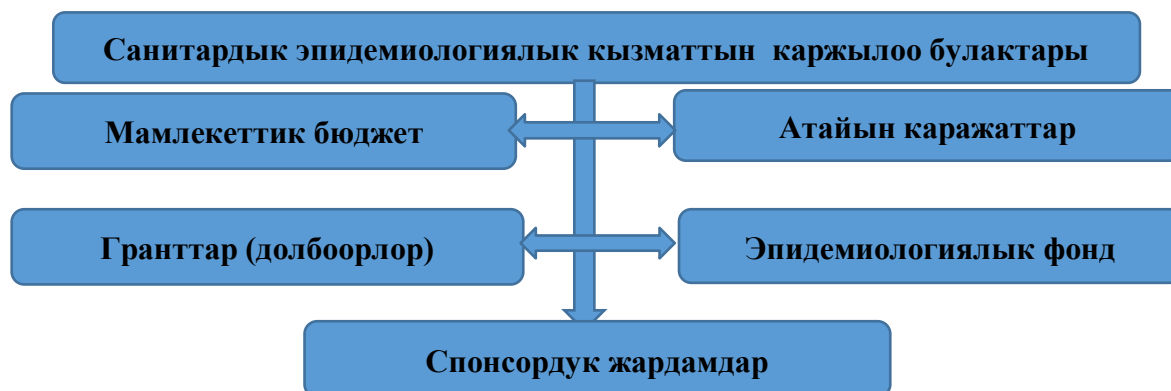 Санитардык эпидемиологиялык кызматтын каржылоо булактары
Мамлекеттик бюджет
Атайын каражаттар
Гранттар (долбоорлор)
Эпидемиологиялык фонд
Спонсордук жардамдар